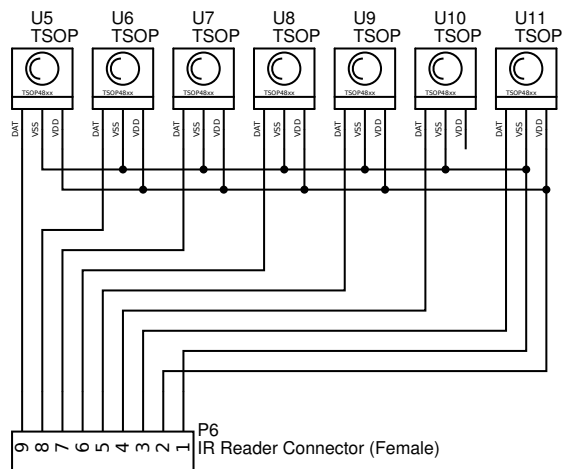 U5 U6 U7 U8 U9 U10 U11
TSOP TSOP TSOP TSOP TSOP TSOP TSOP
TSOP48xx TSOP48xx TSOP48xx TSOP48xx TSOP48xx TSOP48xx TSOP48xx
DAT VSS VDD DAT VSS VDD DAT VSS VDD DAT VSS VDD DAT VSS VDD DAT VSS VDD DAT VSS VDD
P6
9 8 7 6 5 4 3 2 1
IR Reader Connector (Female)